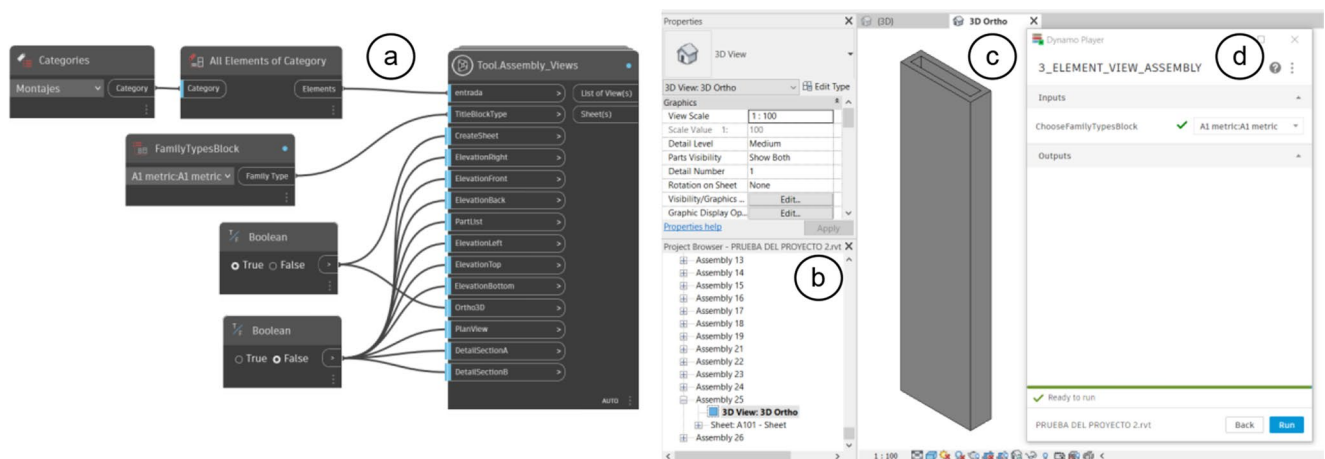 Categories
Montajes
Category
All Elements of Category
Category
Elements
a
FamilyTypesBlock
A1 metric:A1 metric
Family Type
Boolean
True
False
>
Boolean
True
False
>
Tool.Assembly_Views
entrada >
List of View(s)
TitleBlockType >
Sheet(s)
CreateSheet >
ElevationRight >
ElevationFront >
ElevationBack >
PartList >
ElevationLeft >
ElevationTop >
ElevationBottom >
Ortho3D >
PlanView >
DetailSectionA >
DetailSectionB >
AUTO
Properties X
3D View
3D View: 3D Ortho
Edit Type
Graphics
View Scale 1 : 100
Scale Value 1: 100
Detail Level Medium
Parts Visibility Show Both
Detail Number 1
Rotation on Sheet None
Visibility/Graphics ... Edit...
Graphic Display Op... Edit...
Properties help
Apply
Project Browser - PRUEBA DEL PROYECTO 2.rvt X
Assembly 13
Assembly 14
Assembly 15
Assembly 16
Assembly 17
Assembly 18
Assembly 19
Assembly 21
Assembly 22
Assembly 23
Assembly 24
Assembly 25
3D View: 3D Ortho
Sheet: A101 - Sheet
Assembly 26
b
(3D)
3D Ortho X
c
1 : 100
Dynamo Player
d
3_ELEMENT_VIEW_ASSEMBLY
Inputs
ChooseFamilyTypesBlock
A1 metric:A1 metric
Outputs
Ready to run
PRUEBA DEL PROYECTO 2.rvt
Back
Run